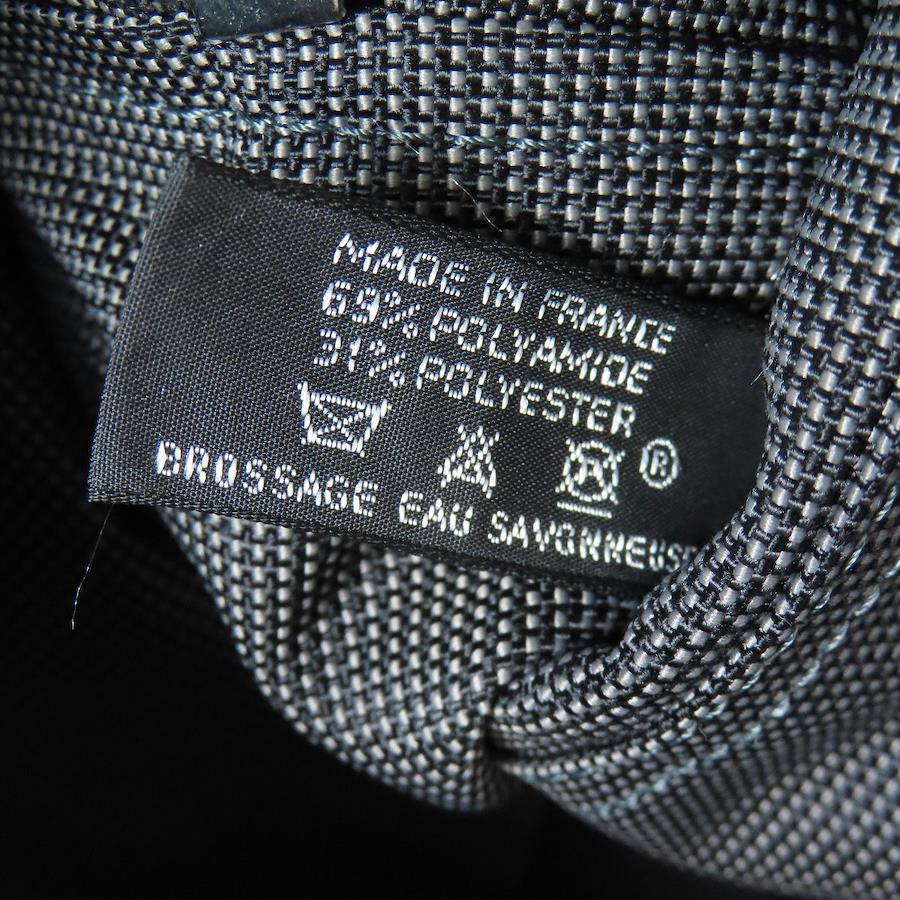 MADE IN FRANCE
69% POLYAMIDE
31% POLYESTER
®
BROSSAGE EAU SAVONNEUSE